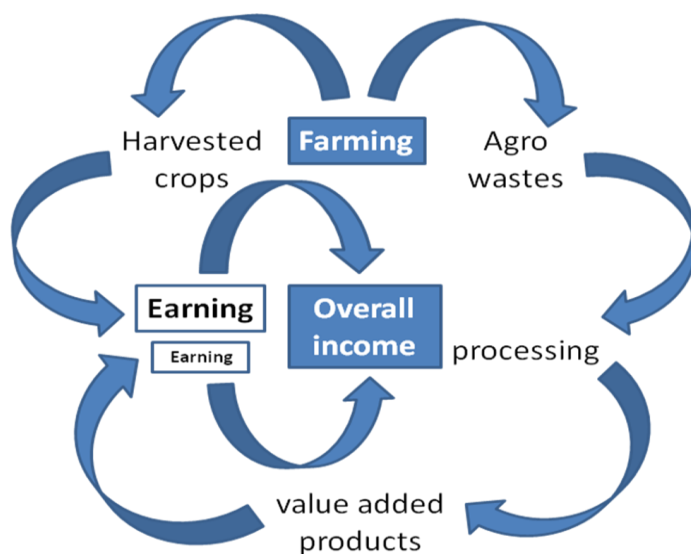 Harvested
crops
Farming
Agro
wastes
Earning
Earning
Overall
income
processing
value added
products